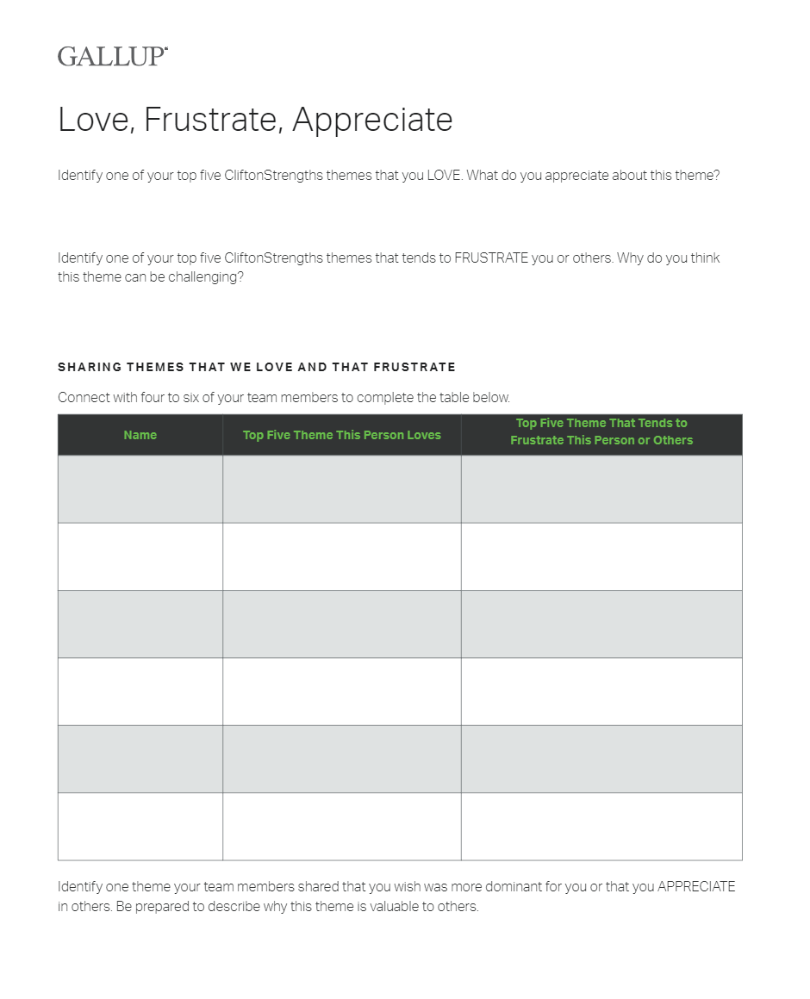 GALLUP
Love, Frustrate, Appreciate
Identify one of your top five CliftonStrengths themes that you LOVE. What do you appreciate about this theme?
Identify one of your top five CliftonStrengths themes that tends to FRUSTRATE you or others. Why do you think
this theme can be challenging?
SHARING THEMES THAT WE LOVE AND THAT FRUSTRATE
Connect with four to six of your team members to complete the table below.
Name
Top Five Theme This Person Loves
Top Five Theme That Tends to
Frustrate This Person or Others
Identify one theme your team members shared that you wish was more dominant for you or that you APPRECIATE
in others. Be prepared to describe why this theme is valuable to others.